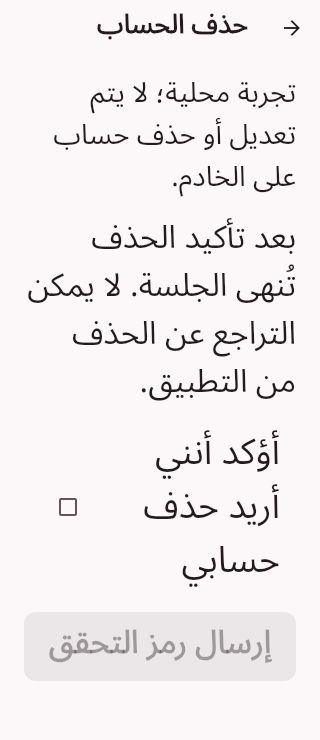 حذف الحساب
تجربة محلية؛ لا يتم
تعديل أو حذف حساب
على الخادم.
بعد تأكيد الحذف
تُنهى الجلسة. لا يمكن
التراجع عن الحذف
من التطبيق.
أؤكد أنني
أريد حذف
حسابي
إرسال رمز التحقق